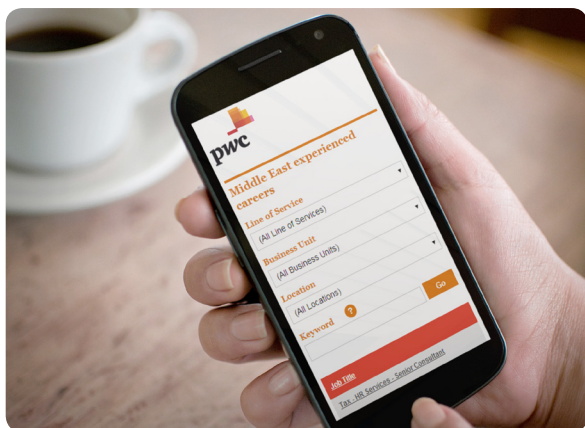 pwc
Middle East experienced
careers
Line of Service
(All Line of Services)
Business Unit
(All Business Units)
Location
(All Locations)
Keyword ?
Go
Job Title
Tax - HR Services - Senior Consultant